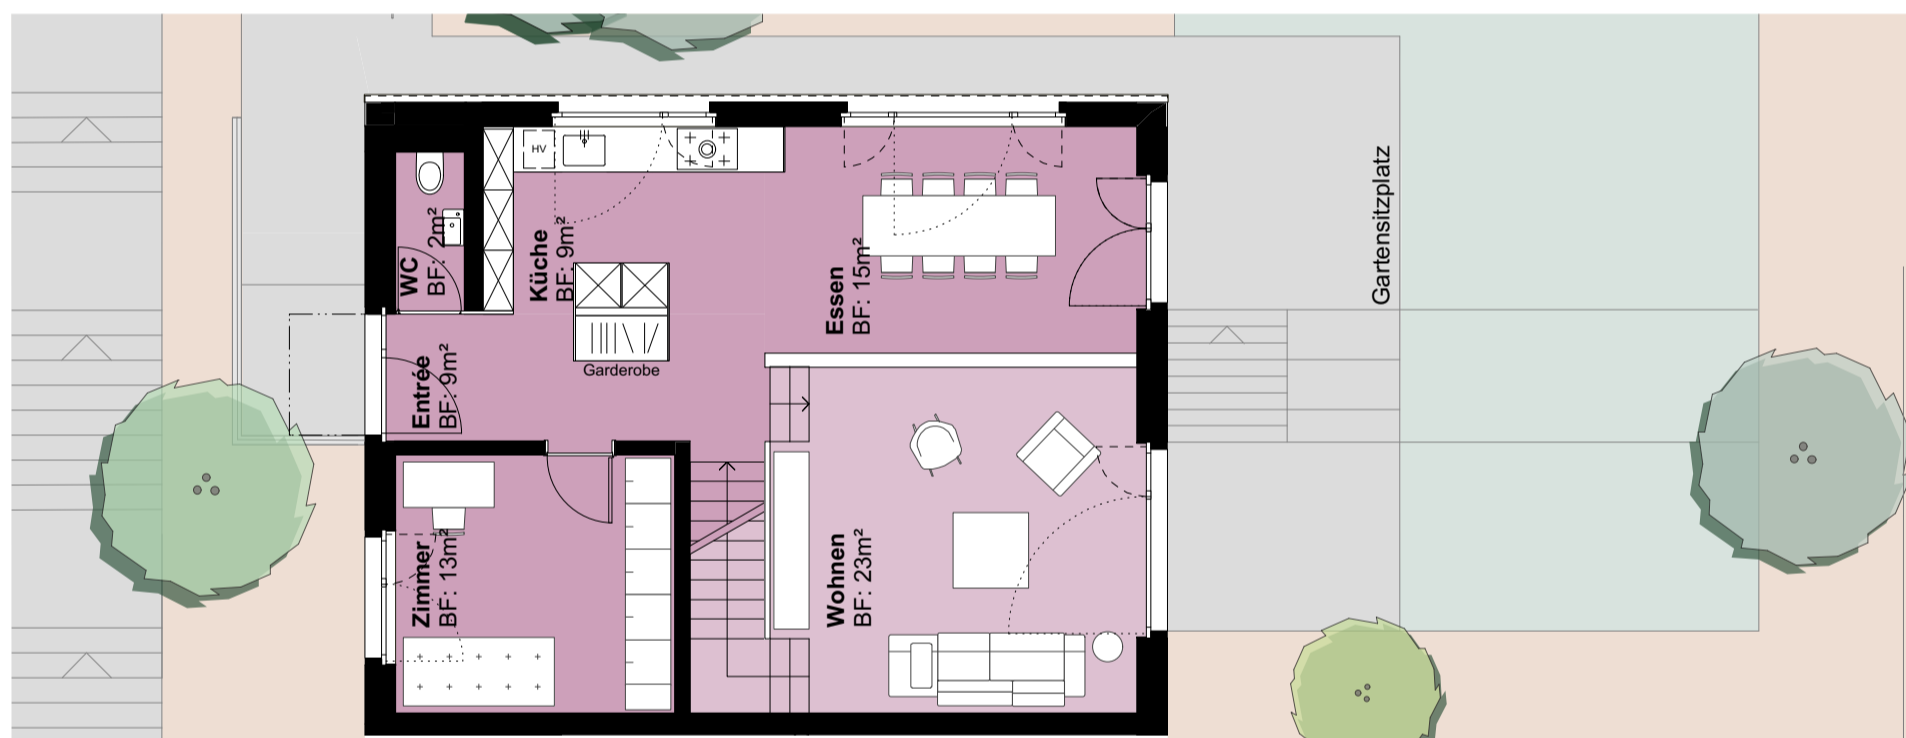 WC
BF: 2m²
HV
Küche
BF: 9m²
Garderobe
Entrée
BF: 9m²
Essen
BF: 15m²
Gartensitzplatz
Zimmer
BF: 13m²
Wohnen
BF: 23m²